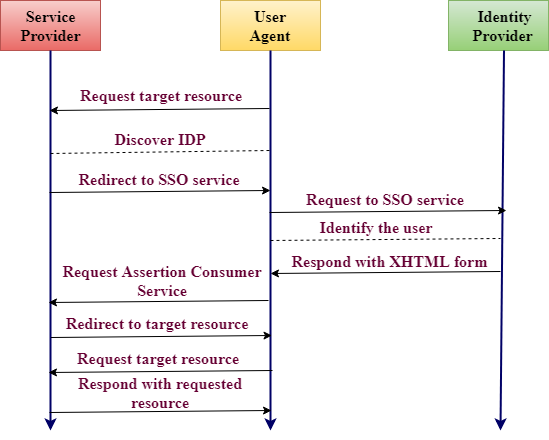 Service
Provider
User
Agent
Identity
Provider
Request target resource
Discover IDP
Redirect to SSO service
Request to SSO service
Identify the user
Respond with XHTML form
Request Assertion Consumer
Service
Redirect to target resource
Request target resource
Respond with requested
resource